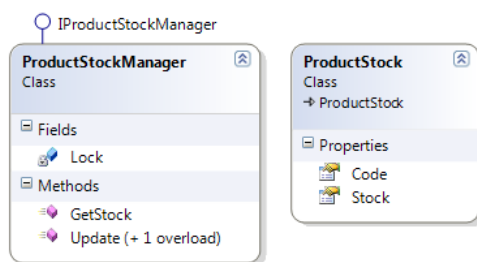 IProductStockManager
ProductStockManager
Class
Fields
Lock
Methods
GetStock
Update (+ 1 overload)
ProductStock
Class
ProductStock
Properties
Code
Stock